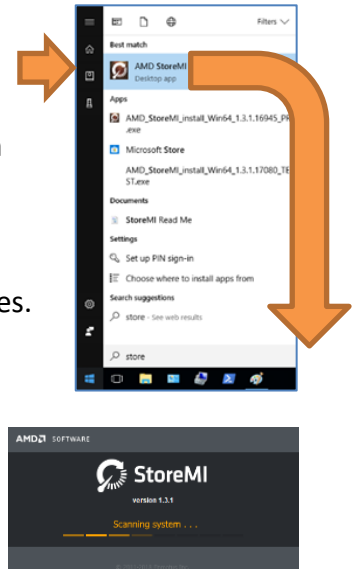 Filters
Best match
AMD StoreMI
Desktop app
Apps
AMD_StoreMI_install_Win64_1.3.1.16945_PR
.exe
Microsoft Store
AMD_StoreMI_install_Win64_1.3.1.17080_TE
ST.exe
Documents
StoreMI Read Me
es.
Settings
Set up PIN sign-in
Choose where to install apps from
Search suggestions
store - See web results
store
AMD SOFTWARE
StoreMI
version 1.3.1
Scanning system . . .